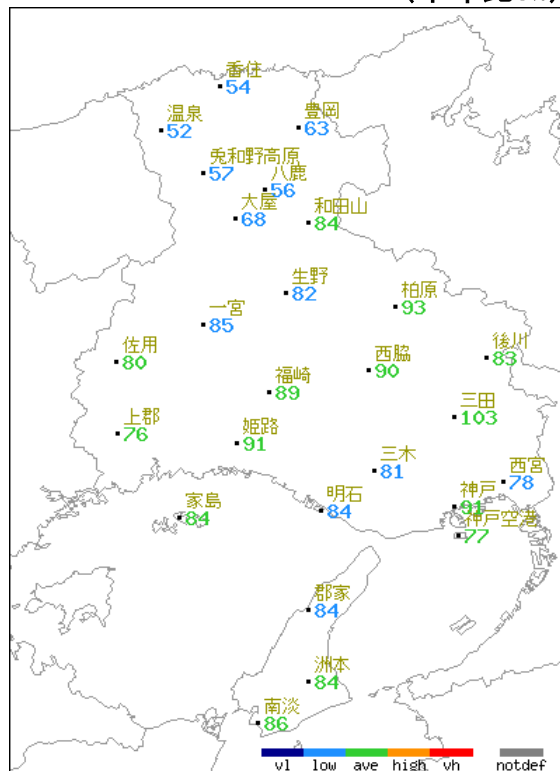 香住
54
温泉
52
豊岡
63
兎和野高原
57
八鹿
56
大屋
68
和田山
84
生野
82
柏原
93
一宮
85
佐用
80
後川
83
西脇
90
福崎
89
三田
103
上郡
76
姫路
91
三木
81
西宮
78
家島
84
明石
84
神戸
91
神戸空港
77
郡家
84
洲本
84
南淡
86
vl low ave high vh notdef